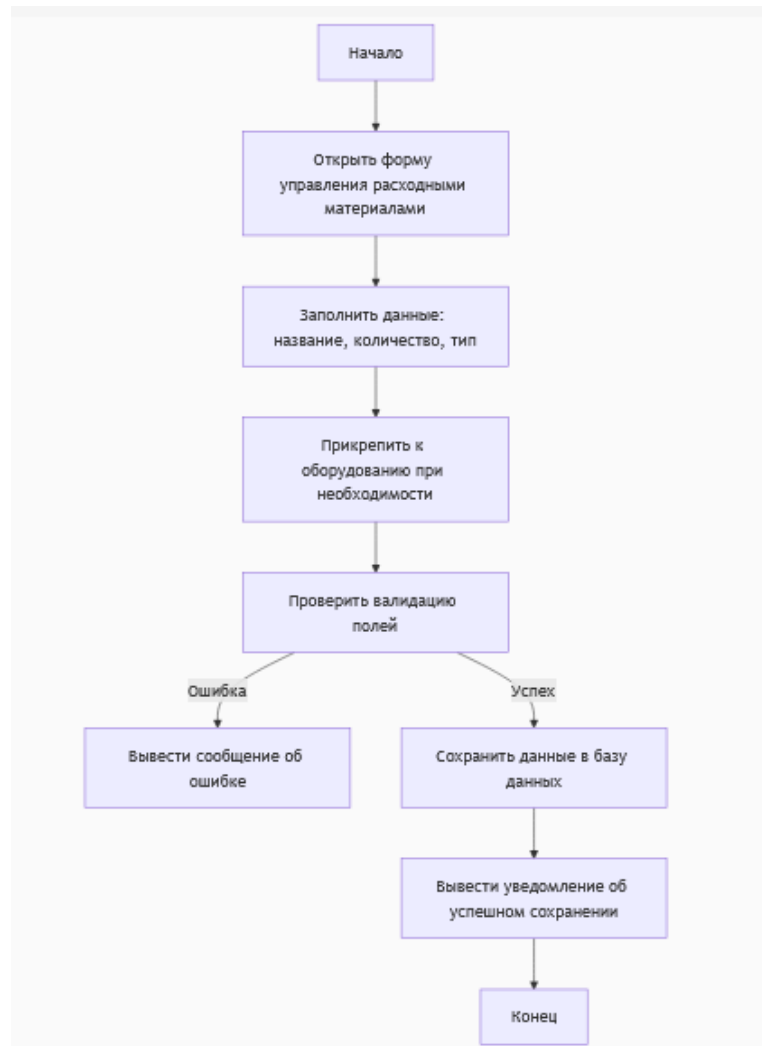 Начало
Открыть форму
управления расходными
материалами
Заполнить данные:
название, количество, тип
Прикрепить к
оборудованию при
необходимости
Проверить валидацию
полей
Ошибка
Успех
Вывести сообщение об
ошибке
Сохранить данные в базу
данных
Вывести уведомление об
успешном сохранении
Конец